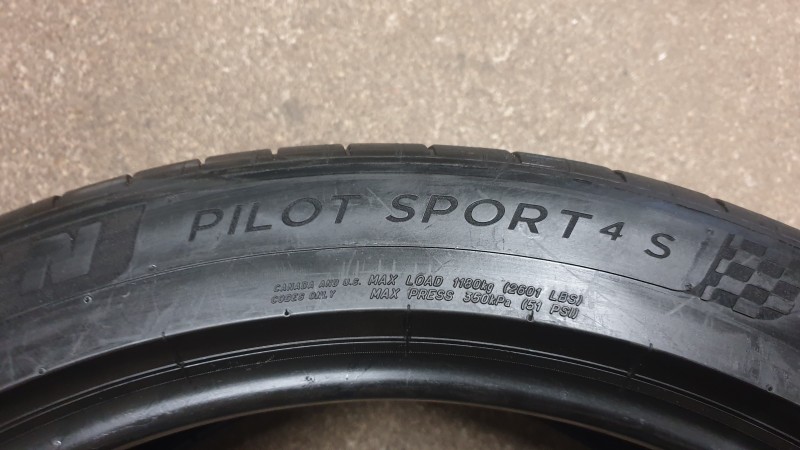 N
PILOT SPORT 4 S
CANADA AND U.S. MAX LOAD 1180kg (2601 LBS)
CODES ONLY MAX PRESS 350kPa (51 PSI)